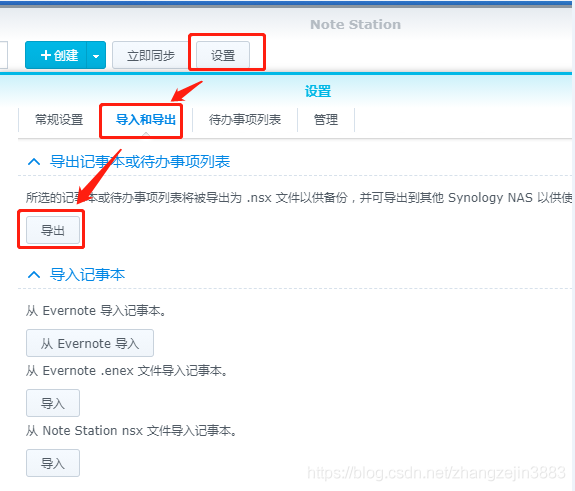 Note Station
+创建
立即同步
设置
设置
常规设置
导入和导出
待办事项列表
管理
导出记事本或待办事项列表
所选的记事本或待办事项列表将被导出为 .nsx 文件以供备份，并可导出到其他 Synology NAS 以供使
导出
导入记事本
从 Evernote 导入记事本。
从 Evernote 导入
从 Evernote .enex 文件导入记事本。
导入
从 Note Station nsx 文件导入记事本。
导入
https://blog.csdn.net/zhangzejin3883